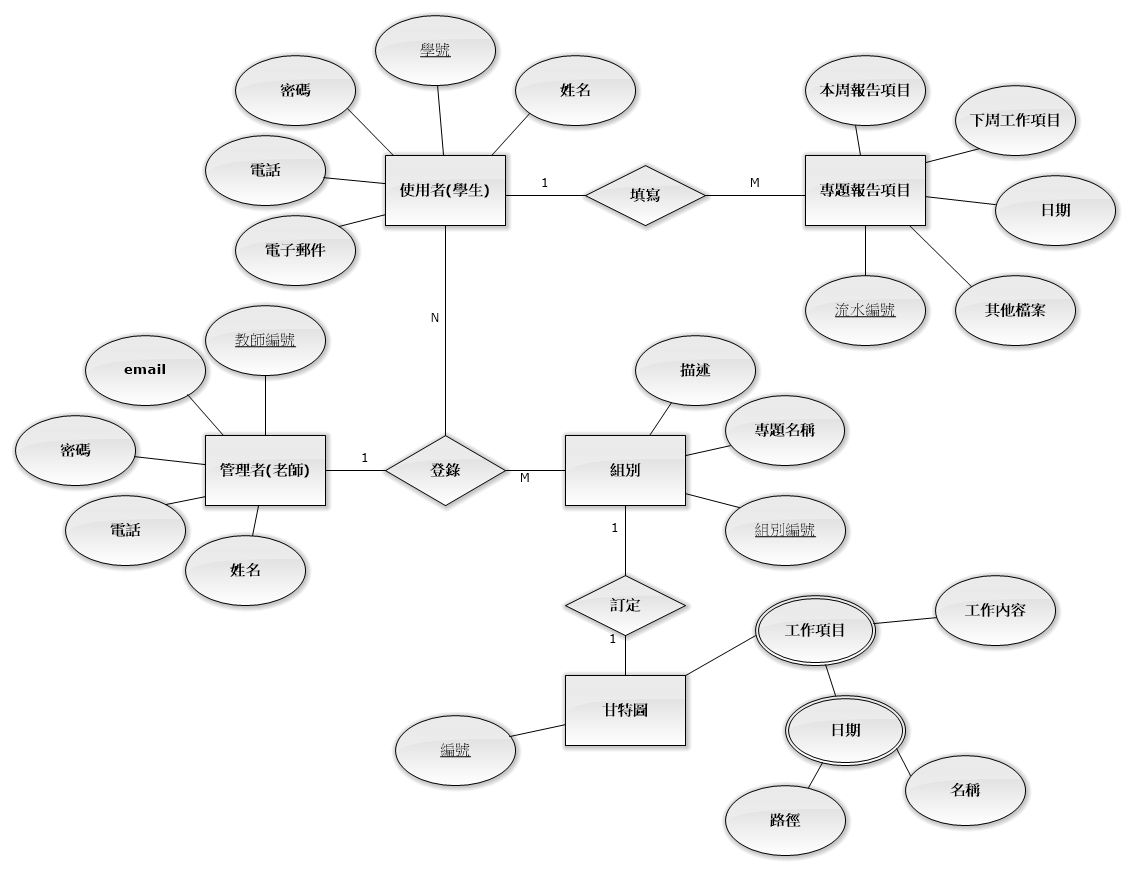 學號
密碼
姓名
本周報告項目
下周工作項目
電話
使用者(學生)
1
填寫
M
專題報告項目
日期
電子郵件
流水編號
其他檔案
N
教師編號
email
描述
專題名稱
密碼
管理者(老師)
1
登錄
M
組別
電話
組別編號
姓名
1
訂定
1
工作項目
工作內容
甘特圖
編號
日期
名稱
路徑